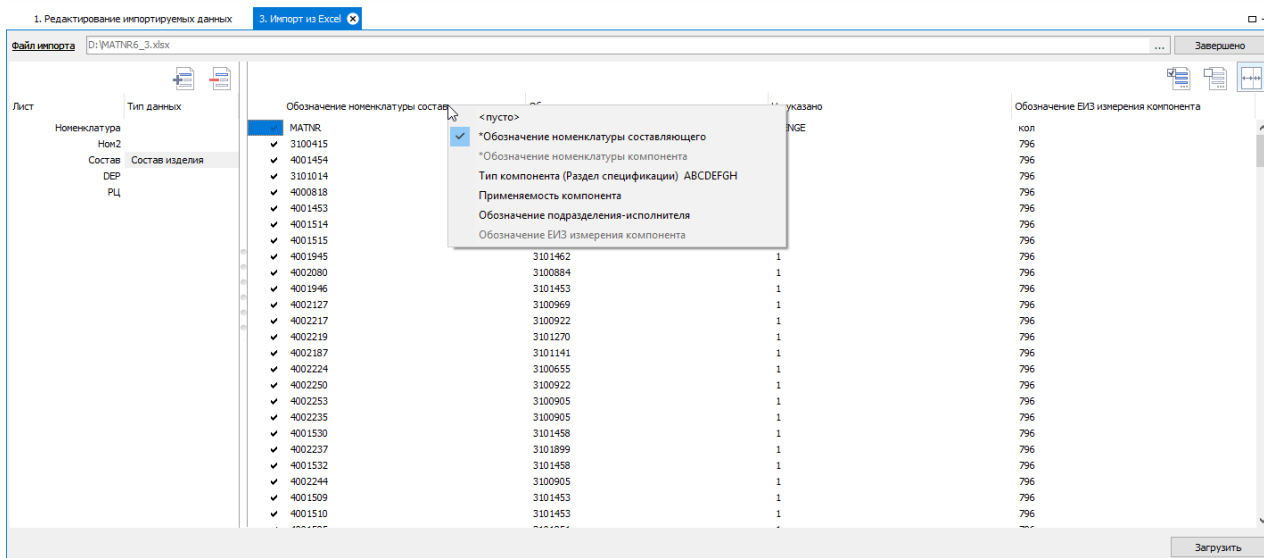 1. Редактирование импортируемых данных 3. Импорт из Excel
Файл импорта D:\MATNR6_3.xlsx ... Завершено
Лист Тип данных Обозначение номенклатуры состав указано Обозначение ЕИЗ измерения компонента
Номенклатура
Ном2
Состав Состав изделия
DEP
РЦ
<пусто>
*Обозначение номенклатуры составляющего
*Обозначение номенклатуры компонента
Тип компонента (Раздел спецификации) ABCDEFGH
Применяемость компонента
Обозначение подразделения-исполнителя
Обозначение ЕИЗ измерения компонента
MATNR ENGE кол
3100415 796
4001454 796
3101014 796
4000818 796
4001453 796
4001514 796
4001515 796
4001945 3101462 1 796
4002080 3100884 1 796
4001946 3101453 1 796
4002127 3100969 1 796
4002217 3100922 1 796
4002219 3101270 1 796
4002187 3101141 1 796
4002224 3100655 1 796
4002250 3100922 1 796
4002253 3100905 1 796
4002235 3100905 1 796
4001530 3101458 1 796
4002237 3101899 1 796
4001532 3101458 1 796
4002244 3100905 1 796
4001509 3101453 1 796
4001510 3101453 1 796
Загрузить